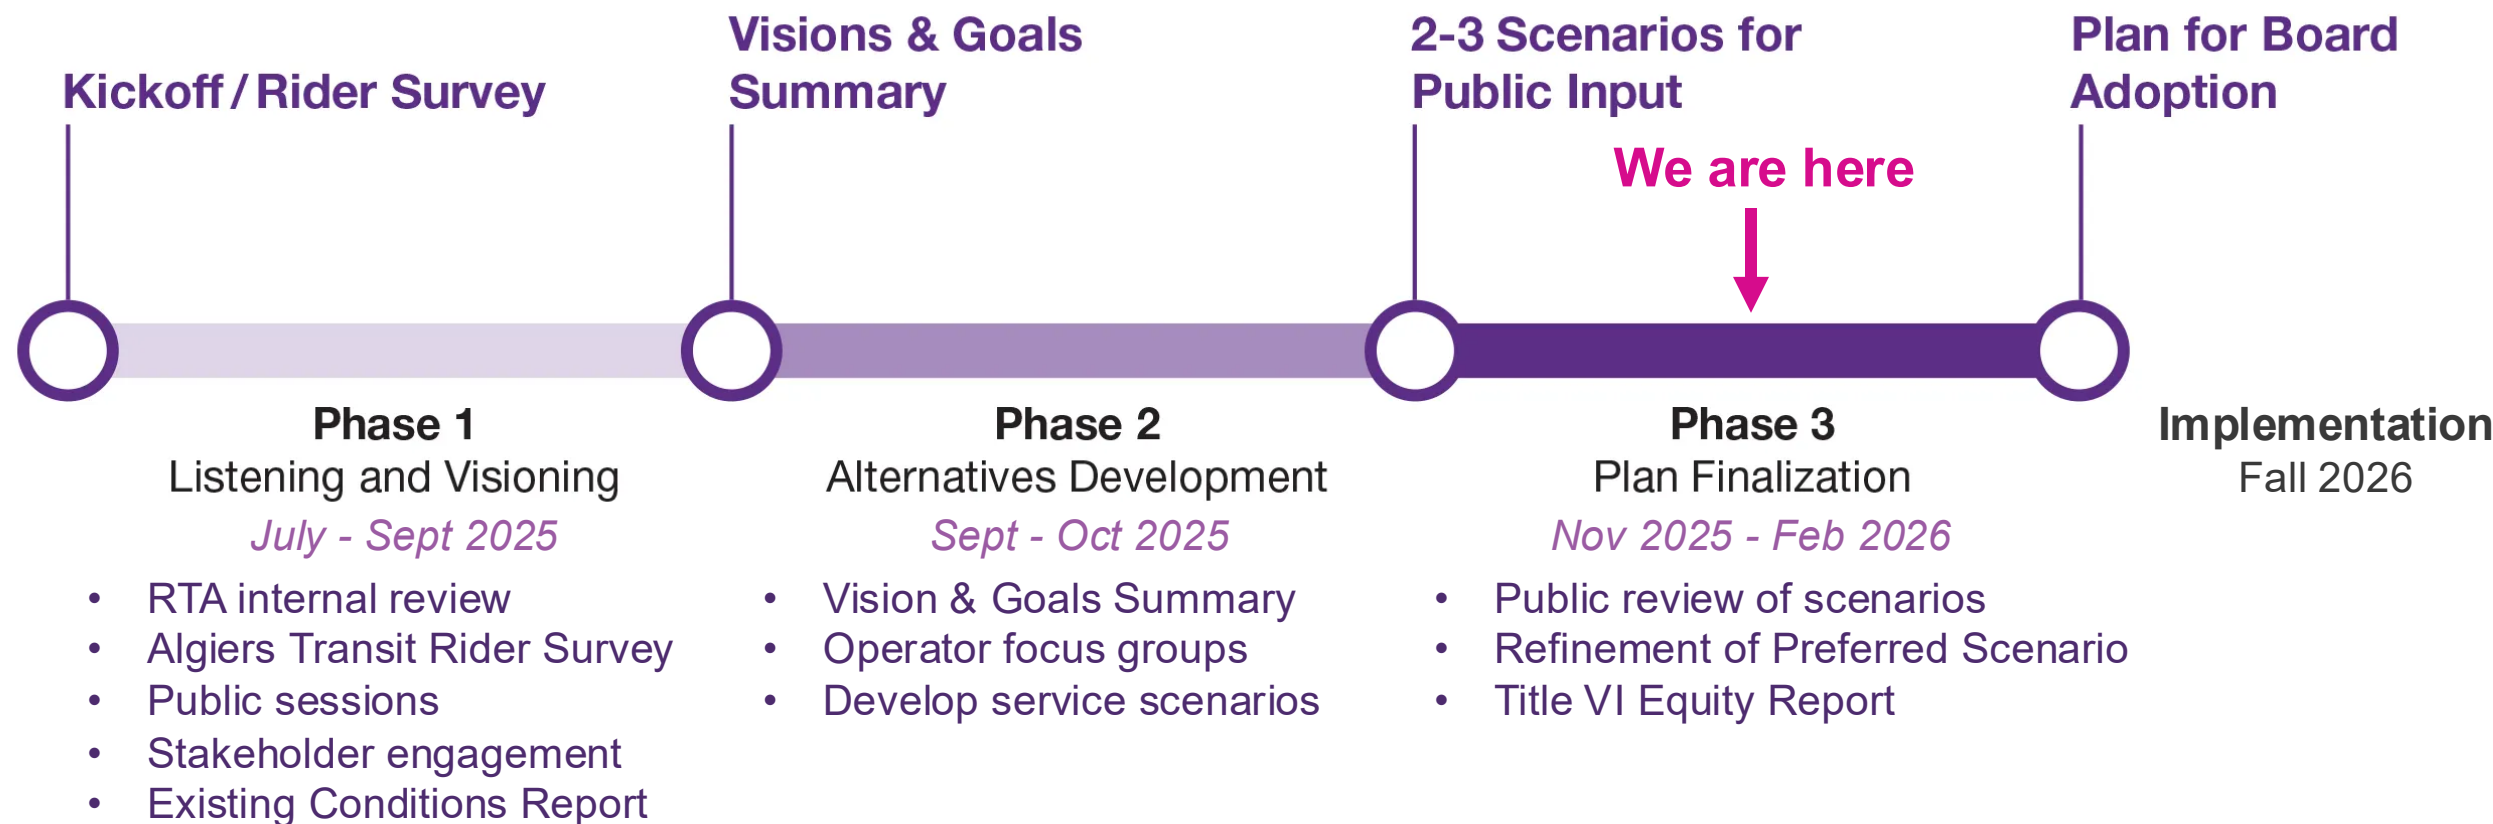 Kickoff / Rider Survey
Visions & Goals
Summary
2-3 Scenarios for
Public Input
Plan for Board
Adoption
We are here
Phase 1
Listening and Visioning
July - Sept 2025
• RTA internal review
• Algiers Transit Rider Survey
• Public sessions
• Stakeholder engagement
• Existing Conditions Report
Phase 2
Alternatives Development
Sept - Oct 2025
• Vision & Goals Summary
• Operator focus groups
• Develop service scenarios
Phase 3
Plan Finalization
Nov 2025 - Feb 2026
• Public review of scenarios
• Refinement of Preferred Scenario
• Title VI Equity Report
Implementation
Fall 2026